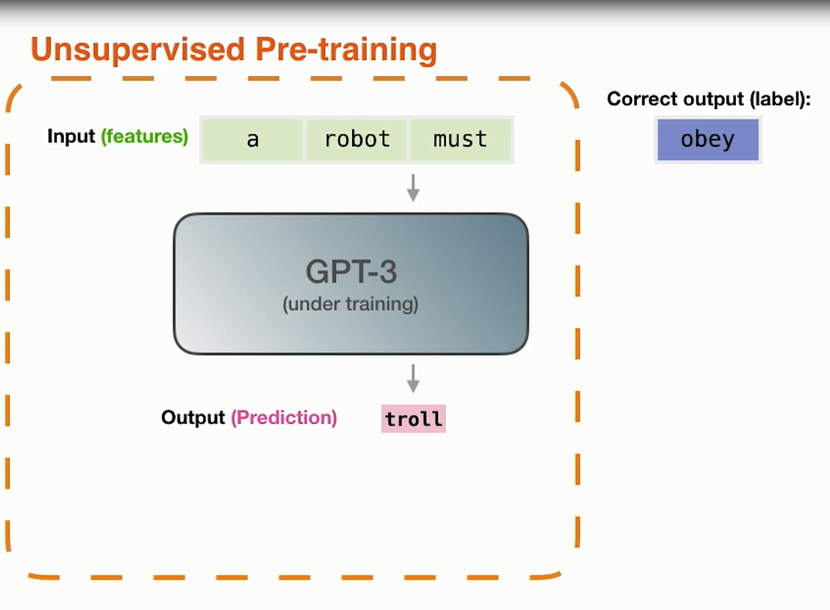 Unsupervised Pre-training
Correct output (label):
Input (features) a robot must
obey
GPT-3
(under training)
Output (Prediction) troll